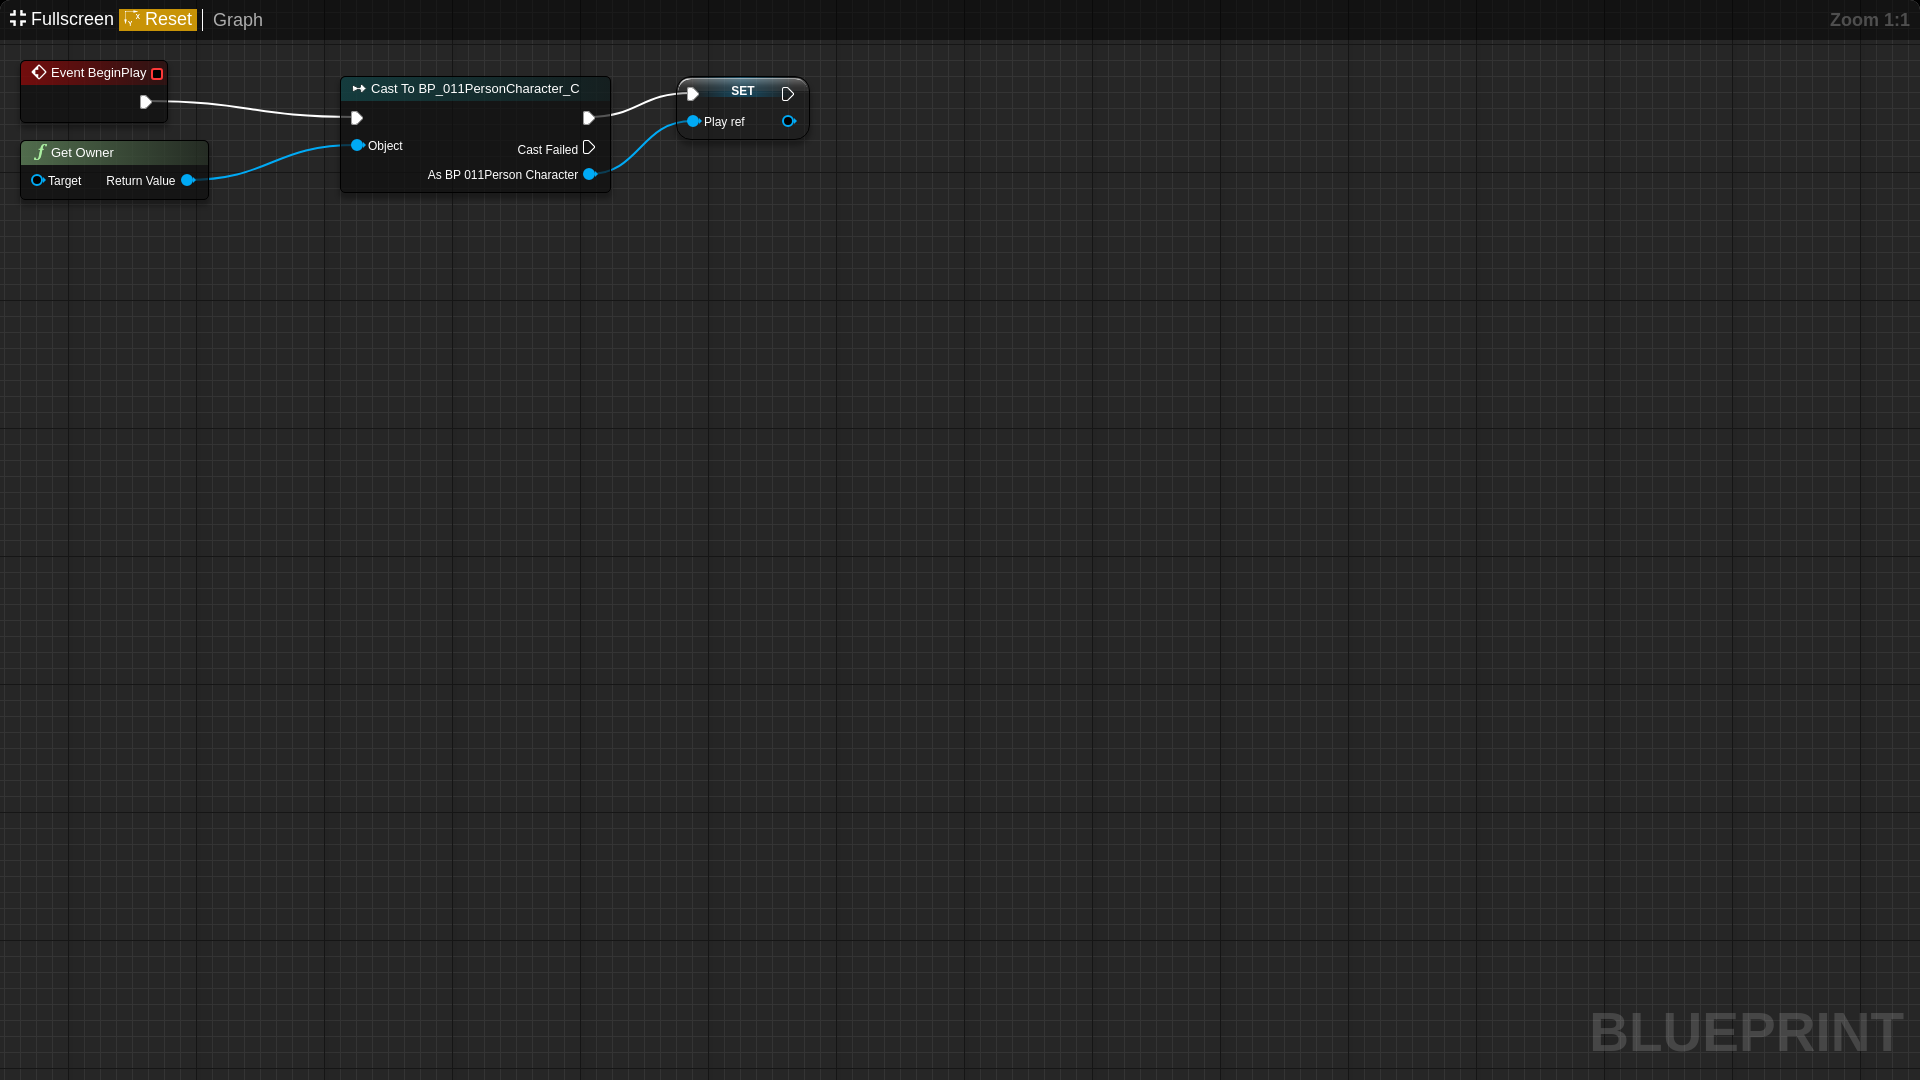 Fullscreen Reset Graph Zoom 1:1
Event BeginPlay
Get Owner
Target Return Value
Cast To BP_011PersonCharacter_C
Object
Cast Failed
As BP 011Person Character
SET
Play ref
BLUEPRINT